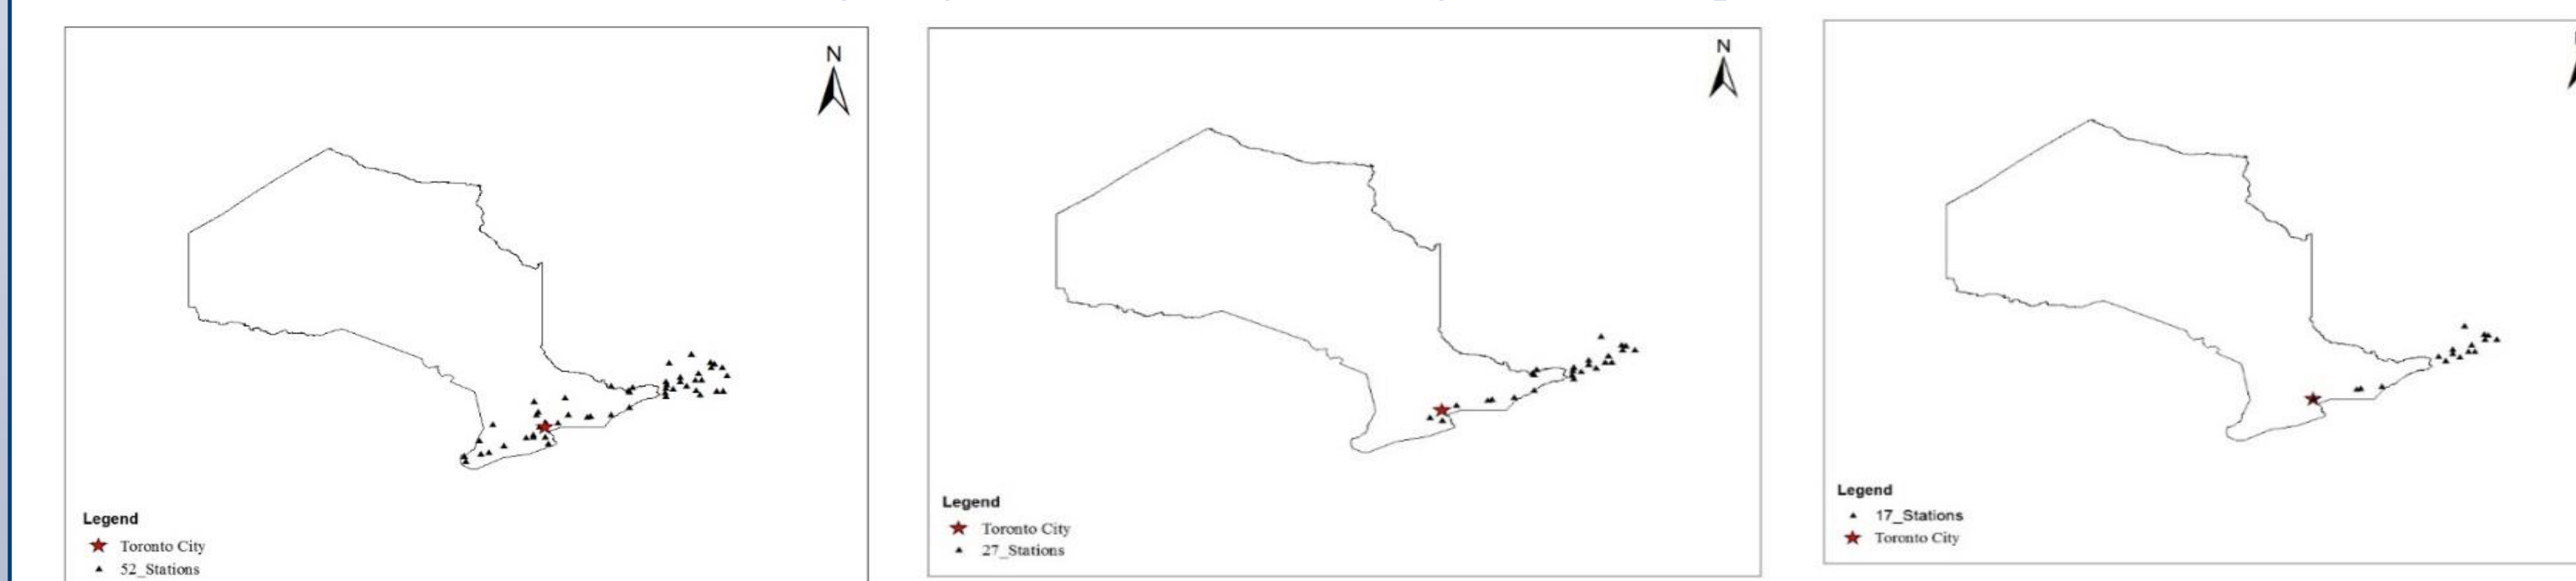 N
Legend
Toronto City
52_Stations
N
Legend
Toronto City
27_Stations
Legend
17_Stations
Toronto City